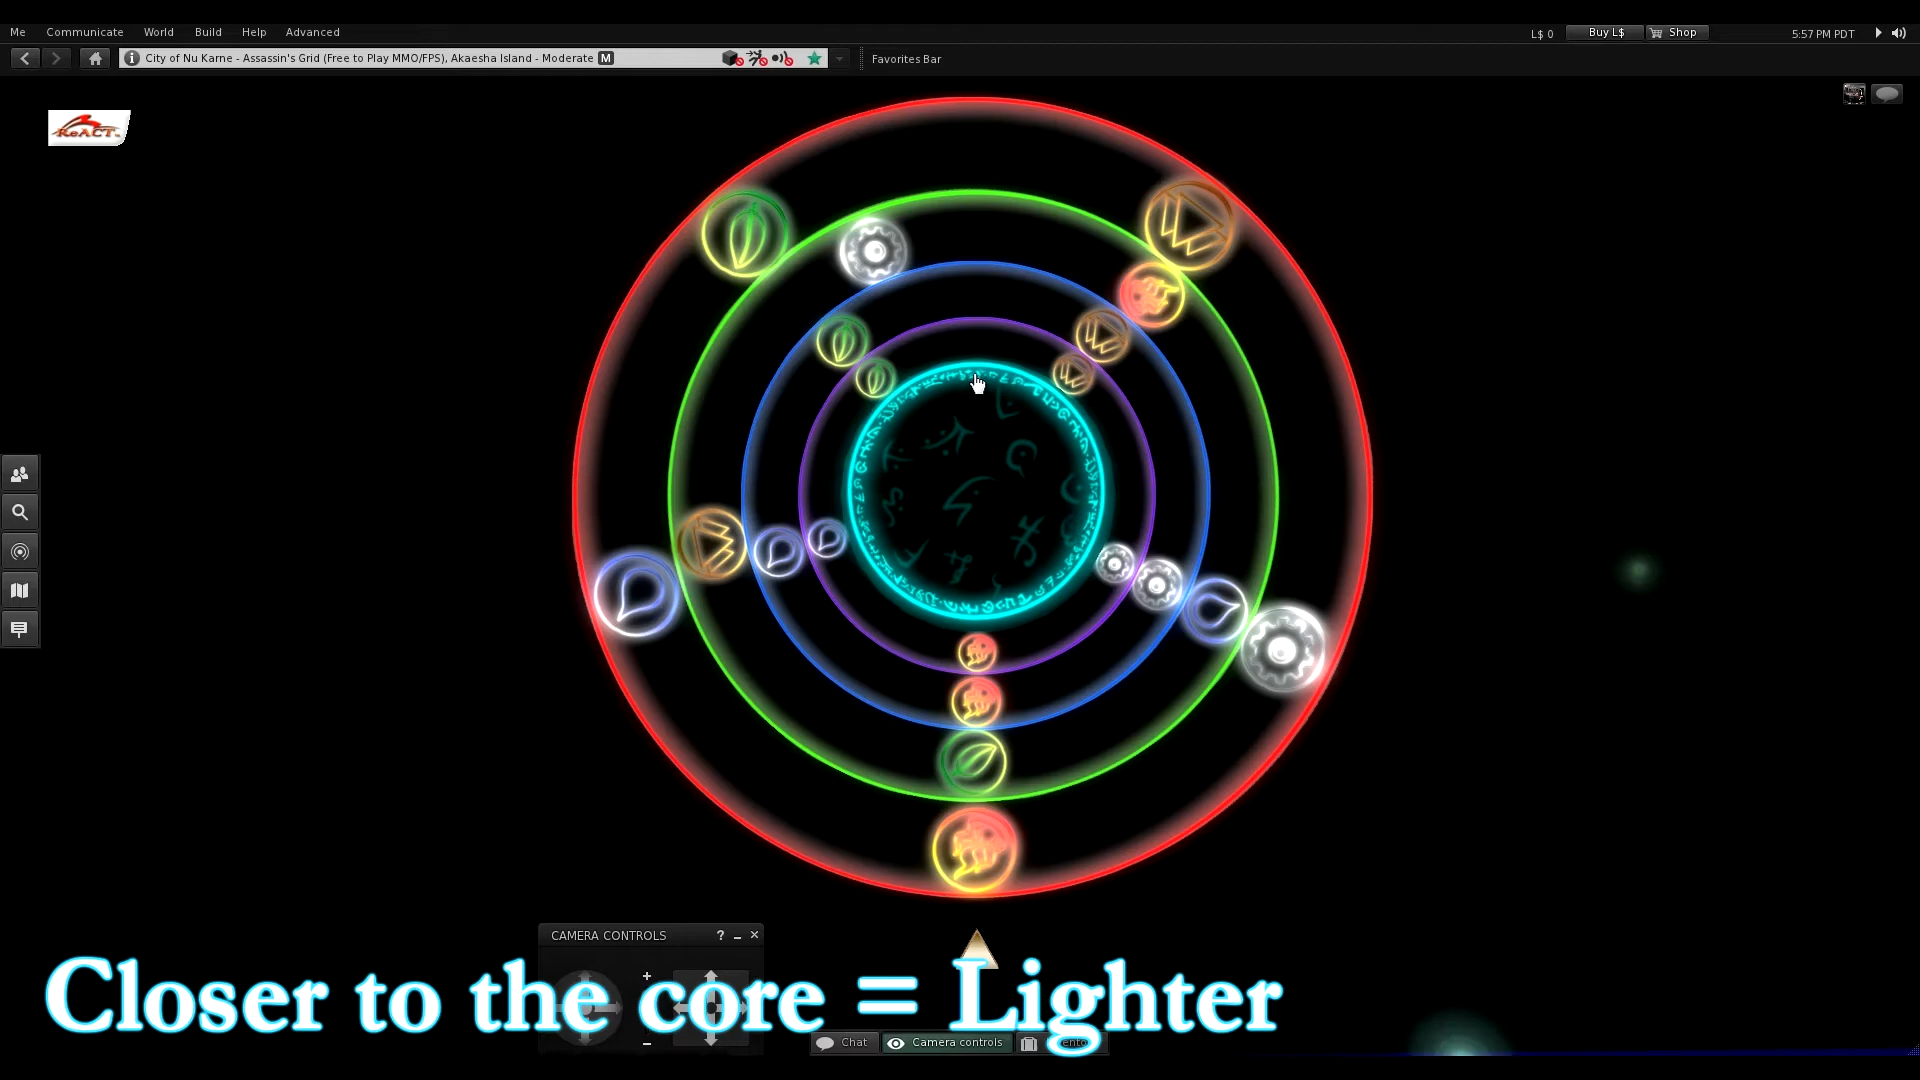 Me Communicate World Build Help Advanced
L$ 0 Buy L$ Shop 5:57 PM PDT
City of Nu Karne - Assassin's Grid (Free to Play MMO/FPS), Akaesha Island - Moderate M
Favorites Bar
ReACT
CAMERA CONTROLS ? _ ×
Closer to the core = Lighter
Chat Camera controls